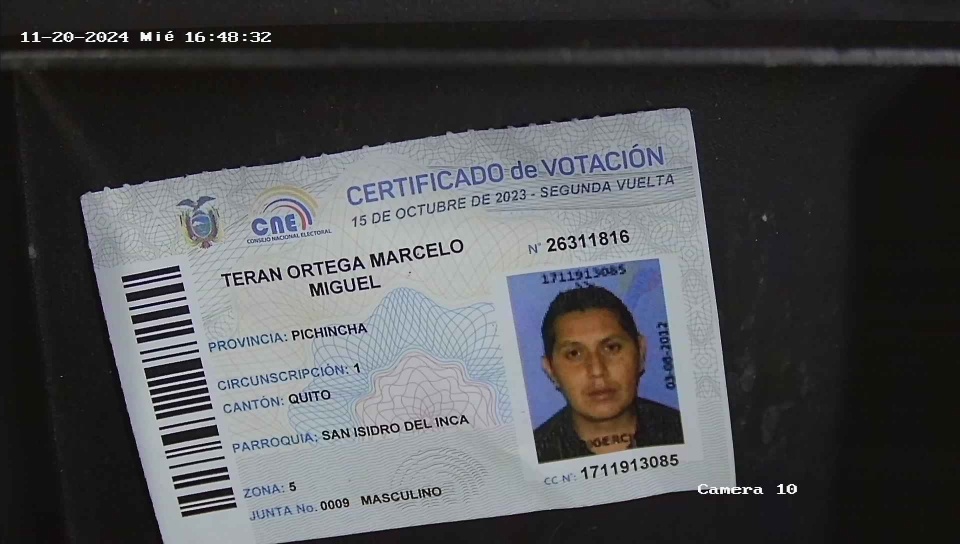 11-20-2024 Mié 16:48:32
CERTIFICADO de VOTACIÓN
15 DE OCTUBRE DE 2023 - SEGUNDA VUELTA
CNE
CONSEJO NACIONAL ELECTORAL
TERAN ORTEGA MARCELO
MIGUEL
N° 26311816
PROVINCIA: PICHINCHA
CIRCUNSCRIPCIÓN: 1
CANTÓN: QUITO
PARROQUIA: SAN ISIDRO DEL INCA
ZONA: 5
JUNTA No. 0009 MASCULINO
1711913085
03-08-2012
CC N°: 1711913085
Camera 10